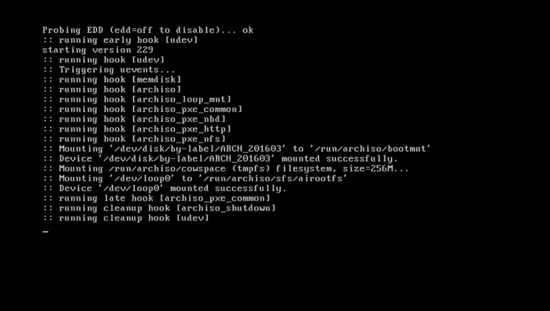 Probing EDD (edd=off to disable)... ok
:: running early hook [udev]
starting version 229
:: running hook [udev]
:: Triggering uevents...
:: running hook [memdisk]
:: running hook [archiso]
:: running hook [archiso_loop_mnt]
:: running hook [archiso_pxe_common]
:: running hook [archiso_pxe_nbd]
:: running hook [archiso_pxe_http]
:: running hook [archiso_pxe_nfs]
:: Mounting '/dev/disk/by-label/ARCH_201603' to '/run/archiso/bootmnt'
:: Device '/dev/disk/by-label/ARCH_201603' mounted successfully.
:: Mounting /run/archiso/cowspace (tmpfs) filesystem, size=256M...
:: Mounting '/dev/loop0' to '/run/archiso/sfs/airootfs'
:: Device '/dev/loop0' mounted successfully.
:: running late hook [archiso_pxe_common]
:: running cleanup hook [archiso_shutdown]
:: running cleanup hook [udev]